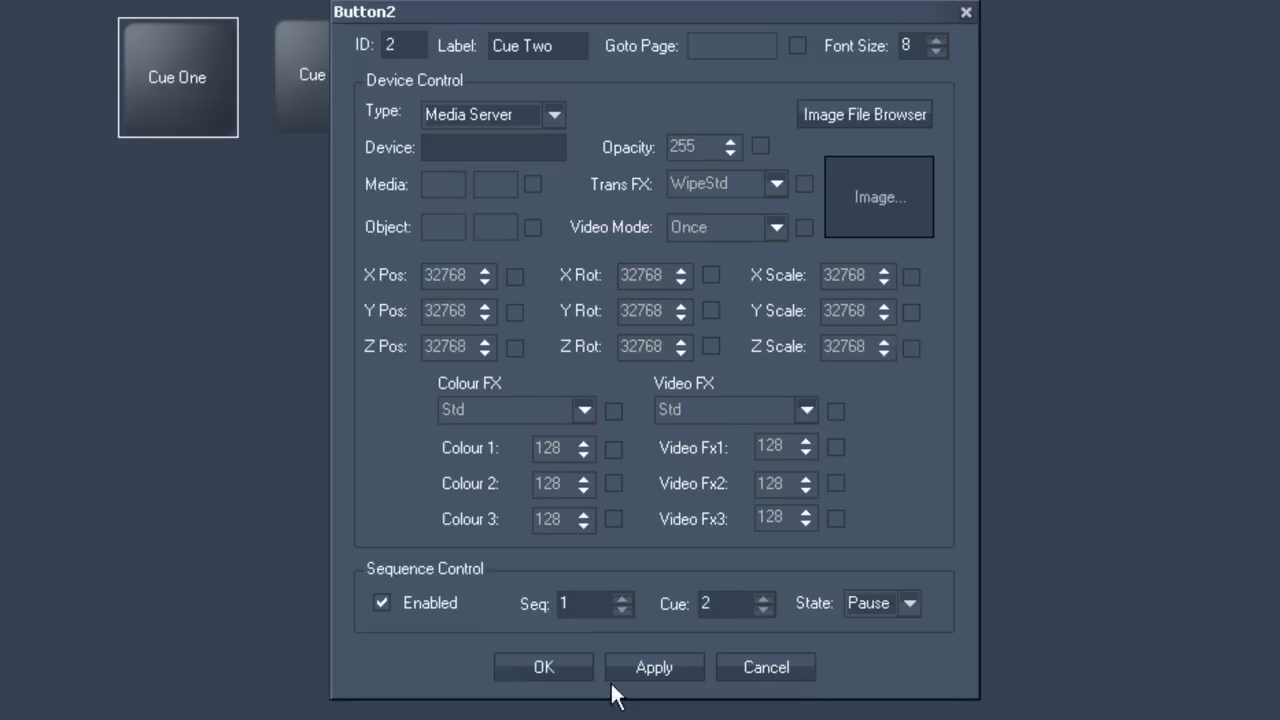 Button2
ID: 2 Label: Cue Two Goto Page: Font Size: 8
Cue One
Cue
Device Control
Type: Media Server Image File Browser
Device: Opacity: 255
Media: Trans FX: WipeStd
Image...
Object: Video Mode: Once
X Pos: 32768 X Rot: 32768 X Scale: 32768
Y Pos: 32768 Y Rot: 32768 Y Scale: 32768
Z Pos: 32768 Z Rot: 32768 Z Scale: 32768
Colour FX Video FX
Std Std
Colour 1: 128 Video Fx1: 128
Colour 2: 128 Video Fx2: 128
Colour 3: 128 Video Fx3: 128
Sequence Control
Enabled Seq: 1 Cue: 2 State: Pause
OK Apply Cancel